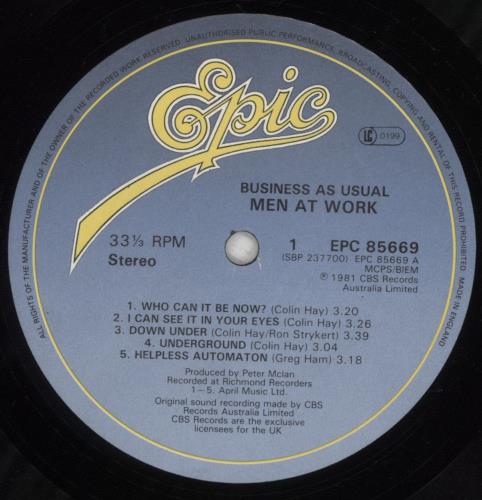 ALL RIGHTS OF THE MANUFACTURER AND OF THE OWNER OF THE RECORDED WORK RESERVED. UNAUTHORISED PUBLIC PERFORMANCE, BROADCASTING, COPYING AND RENTAL OF THIS RECORD PROHIBITED. MADE IN ENGLAND.
Epic
LC 0199
BUSINESS AS USUAL
MEN AT WORK
33⅓ RPM
Stereo
1 EPC 85669
(SBP 237700) EPC 85669 A
MCPS/BIEM
℗ 1981 CBS Records
Australia Limited
1. WHO CAN IT BE NOW? (Colin Hay) 3.20
2. I CAN SEE IT IN YOUR EYES (Colin Hay) 3.26
3. DOWN UNDER (Colin Hay/Ron Strykert) 3.39
4. UNDERGROUND (Colin Hay) 3.04
5. HELPLESS AUTOMATON (Greg Ham) 3.18
Produced by Peter McIan
Recorded at Richmond Recorders
1–5. April Music Ltd.
Original sound recording made by CBS
Records Australia Limited
CBS Records are the exclusive
licensees for the UK